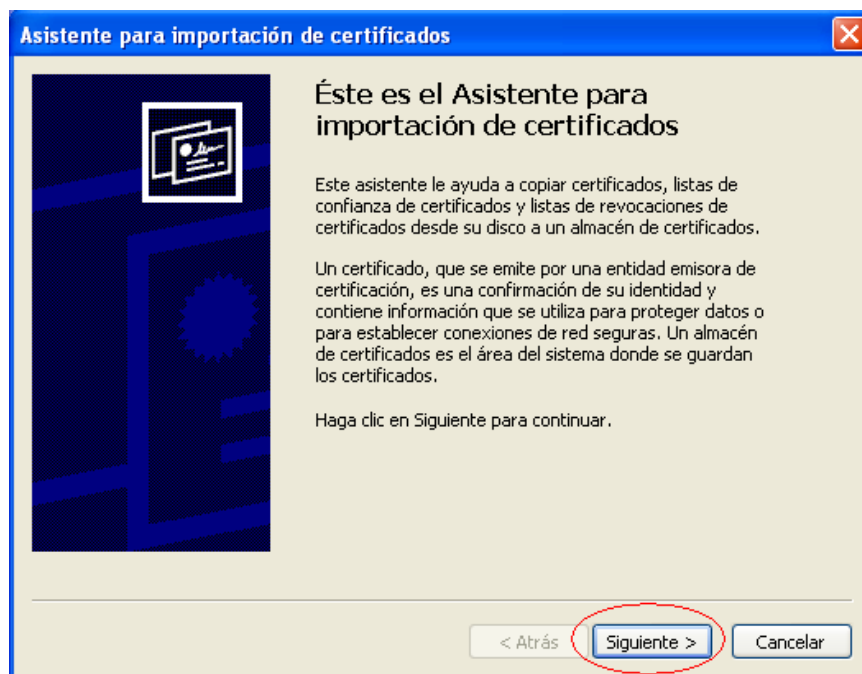 Asistente para importación de certificados
Éste es el Asistente para
importación de certificados
Este asistente le ayuda a copiar certificados, listas de
confianza de certificados y listas de revocaciones de
certificados desde su disco a un almacén de certificados.
Un certificado, que se emite por una entidad emisora de
certificación, es una confirmación de su identidad y
contiene información que se utiliza para proteger datos o
para establecer conexiones de red seguras. Un almacén
de certificados es el área del sistema donde se guardan
los certificados.
Haga clic en Siguiente para continuar.
< Atrás Siguiente > Cancelar